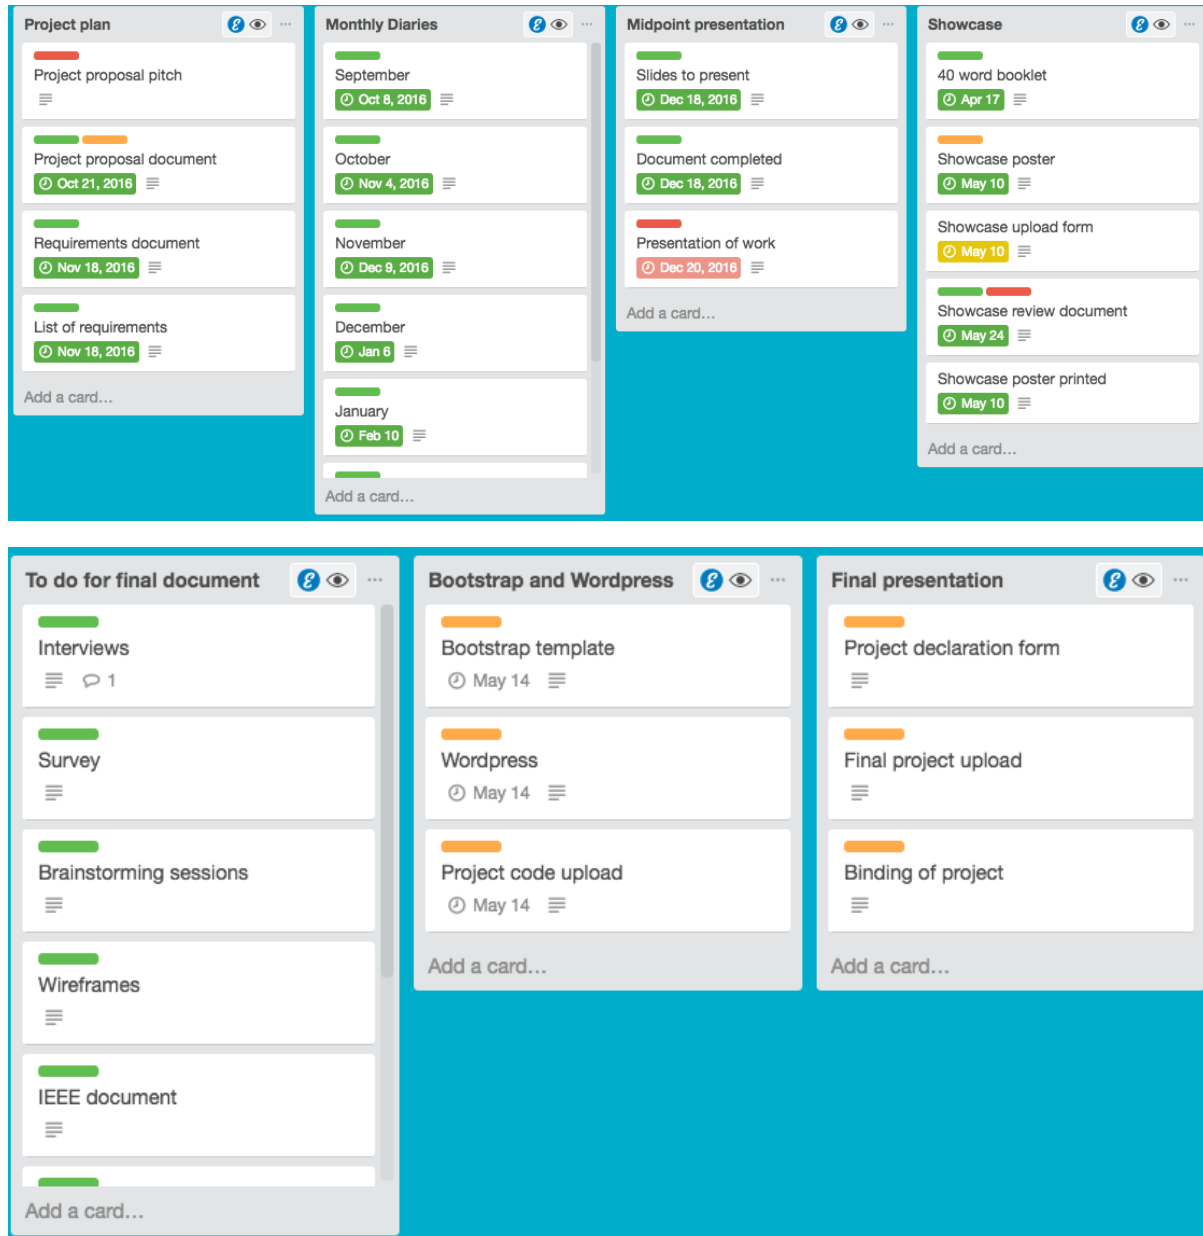 Project plan
Project proposal pitch
Project proposal document
Oct 21, 2016
Requirements document
Nov 18, 2016
List of requirements
Nov 18, 2016
Add a card...
Monthly Diaries
September
Oct 8, 2016
October
Nov 4, 2016
November
Dec 9, 2016
December
Jan 6
January
Feb 10
Add a card...
Midpoint presentation
Slides to present
Dec 18, 2016
Document completed
Dec 18, 2016
Presentation of work
Dec 20, 2016
Add a card...
Showcase
40 word booklet
Apr 17
Showcase poster
May 10
Showcase upload form
May 10
Showcase review document
May 24
Showcase poster printed
May 10
Add a card...
To do for final document
Interviews
1
Survey
Brainstorming sessions
Wireframes
IEEE document
Add a card...
Bootstrap and Wordpress
Bootstrap template
May 14
Wordpress
May 14
Project code upload
May 14
Add a card...
Final presentation
Project declaration form
Final project upload
Binding of project
Add a card...